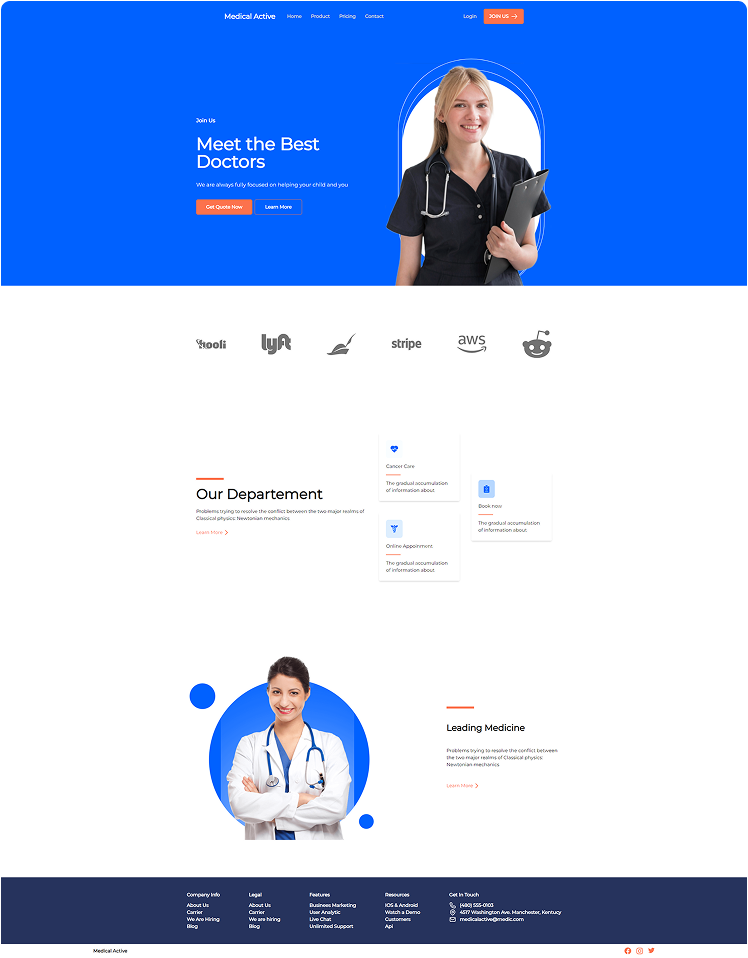 Medical Active Home Product Pricing Contact Login JOIN US
Join Us
Meet the Best
Doctors
We are always fully focused on helping your child and you
Get Quote Now Learn More
hooli lyft stripe aws
Cancer Care
The gradual accumulation
of information about
Our Departement
Problems trying to resolve the conflict between the two major realms of
Classical physics: Newtonian mechanics
Learn More
Book now
The gradual accumulation
of information about
Online Appoinment
The gradual accumulation
of information about
Leading Medicine
Problems trying to resolve the conflict between
the two major realms of Classical physics:
Newtonian mechanics
Learn More
Company Info
About Us
Carrier
We Are Hiring
Blog
Legal
About Us
Carrier
We are hiring
Blog
Features
Businees Marketing
User Analytic
Live Chat
Unlimited Support
Resources
IOS & Android
Watch a Demo
Customers
Api
Get In Touch
(480) 555-0103
4517 Washington Ave. Manchester, Kentucy
medicalactive@medic.com
Medical Active